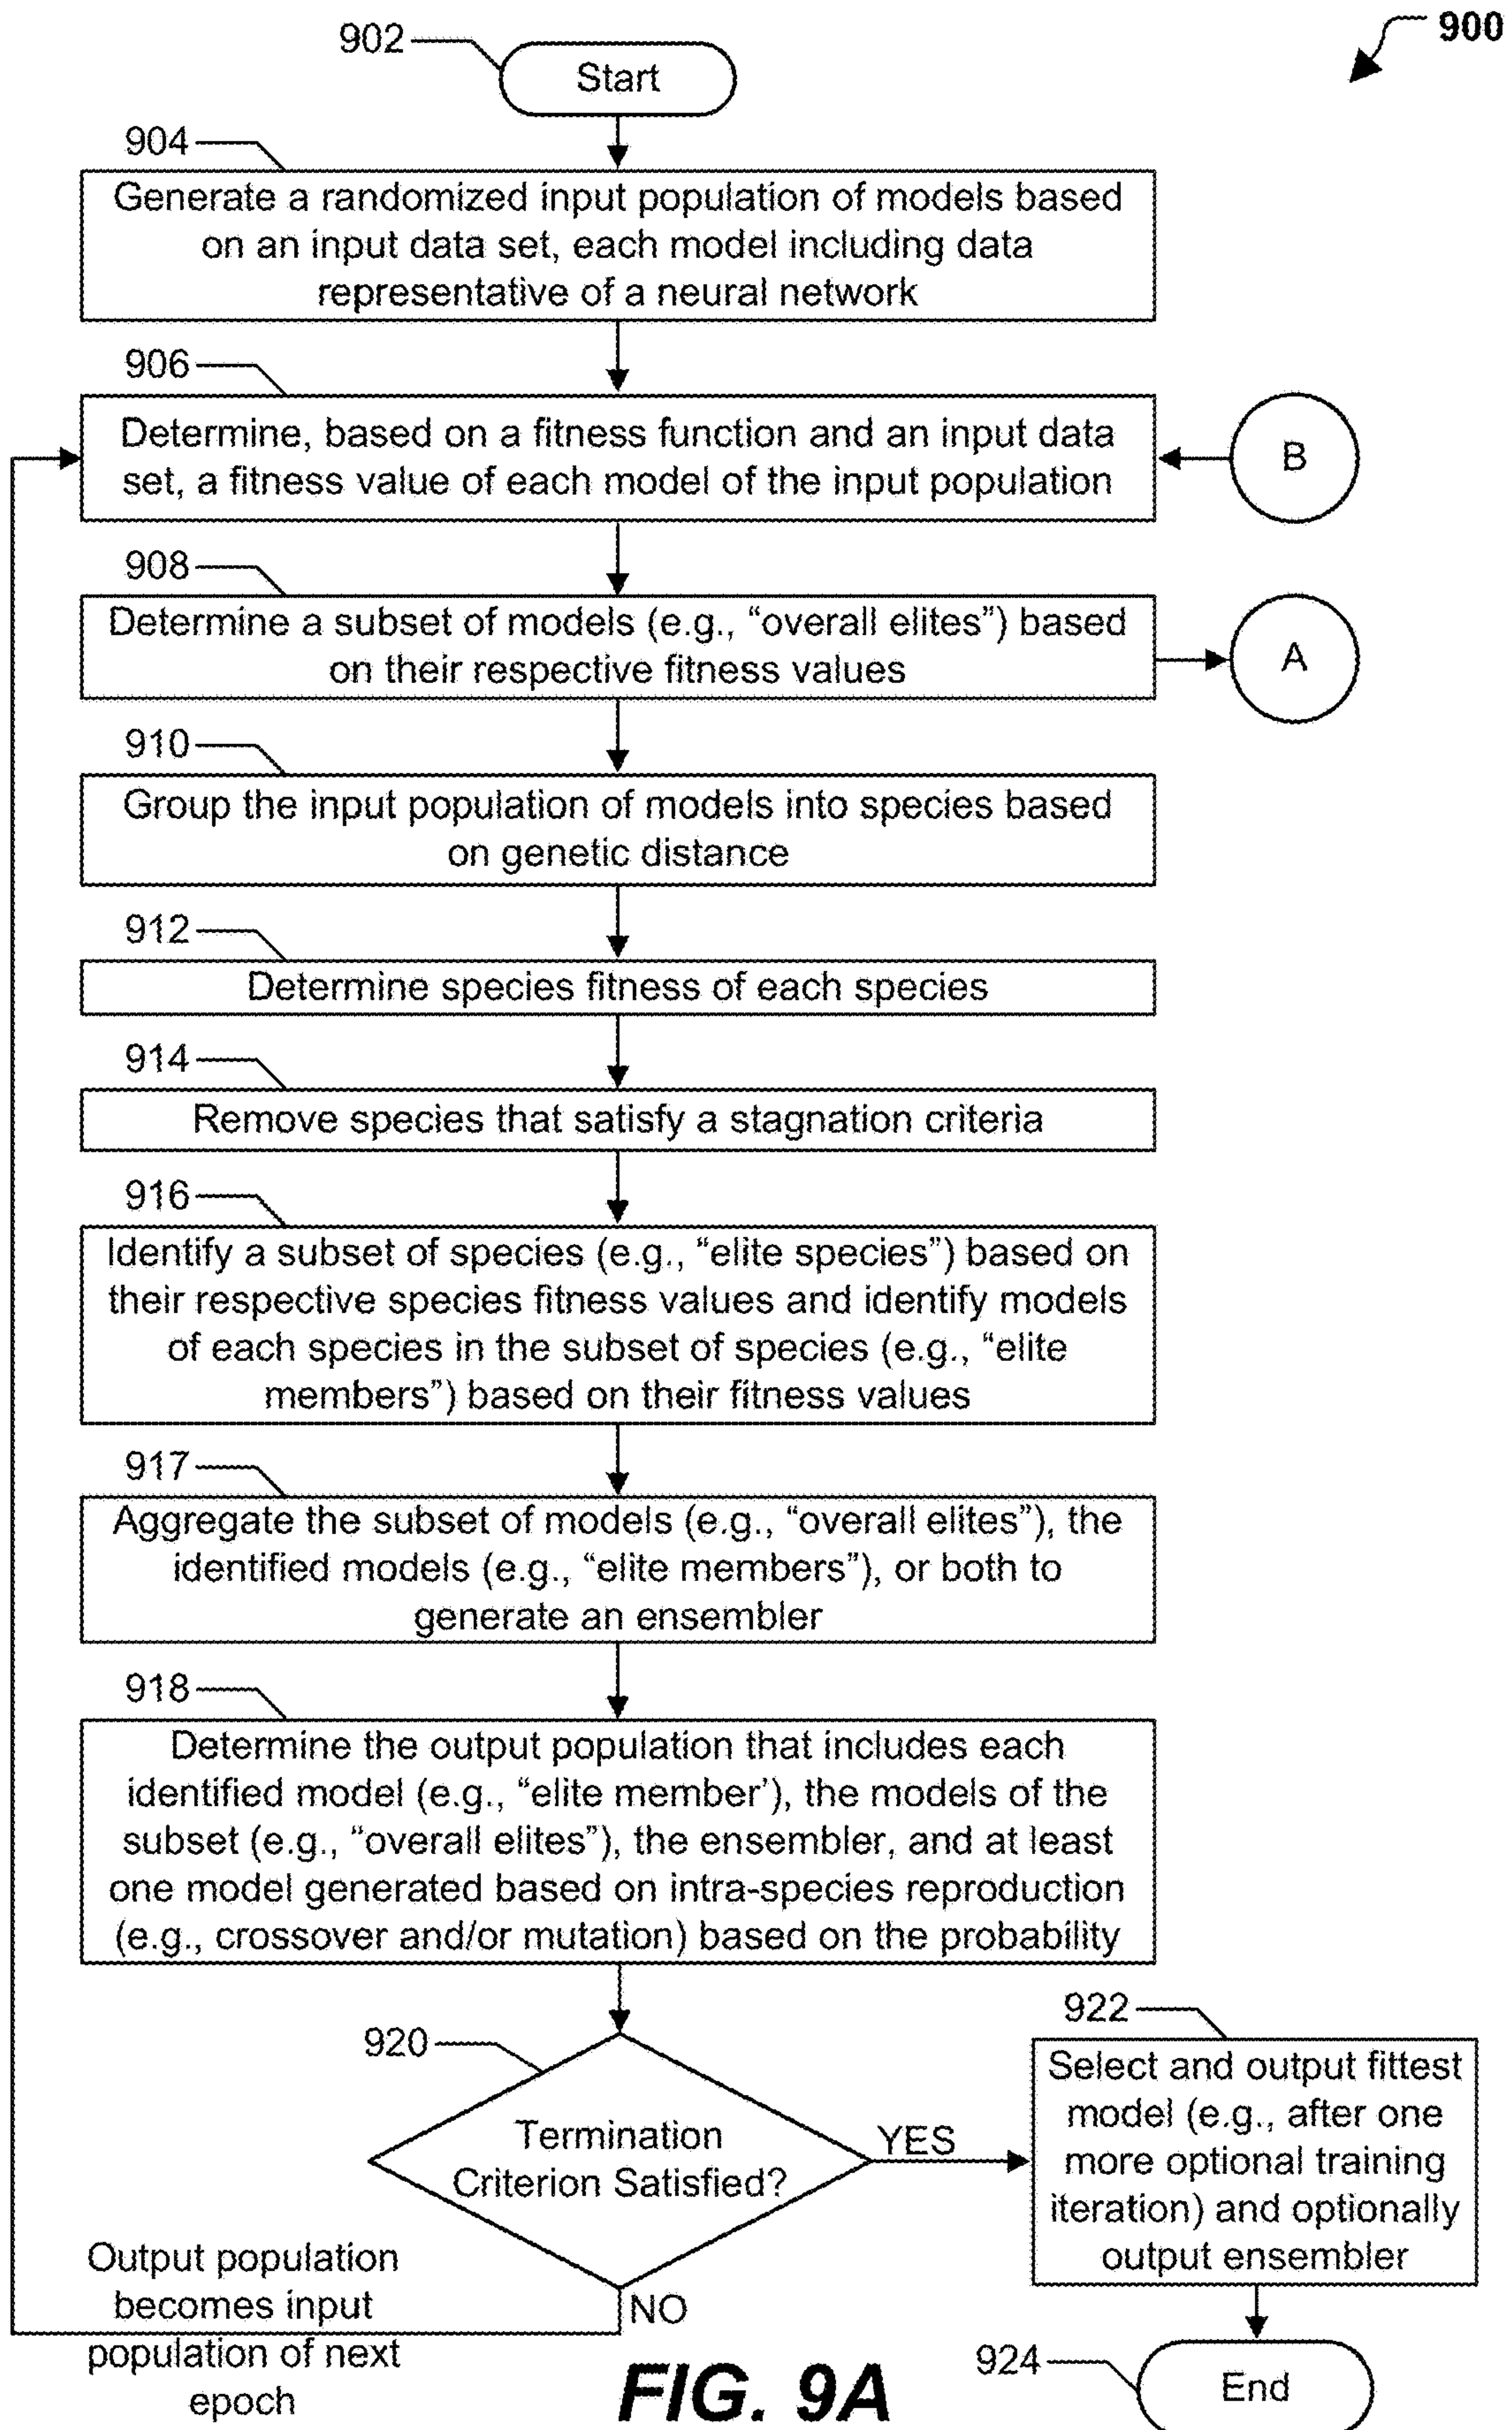 900
902
Start
904
Generate a randomized input population of models based
on an input data set, each model including data
representative of a neural network
906
Determine, based on a fitness function and an input data
set, a fitness value of each model of the input population
B
908
Determine a subset of models (e.g., “overall elites”) based
on their respective fitness values
A
910
Group the input population of models into species based
on genetic distance
912
Determine species fitness of each species
914
Remove species that satisfy a stagnation criteria
916
Identify a subset of species (e.g., “elite species”) based on
their respective species fitness values and identify models
of each species in the subset of species (e.g., “elite
members”) based on their fitness values
917
Aggregate the subset of models (e.g., “overall elites”), the
identified models (e.g., “elite members”), or both to
generate an ensembler
918
Determine the output population that includes each
identified model (e.g., “elite member’), the models of the
subset (e.g., “overall elites”), the ensembler, and at least
one model generated based on intra-species reproduction
(e.g., crossover and/or mutation) based on the probability
920
Termination
Criterion Satisfied?
YES
922
Select and output fittest
model (e.g., after one
more optional training
iteration) and optionally
output ensembler
NO
Output population
becomes input
population of next
epoch
924
End
FIG. 9A